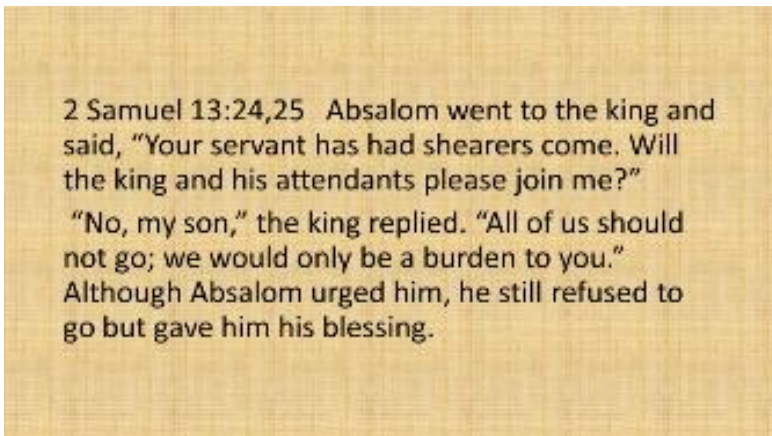 2 Samuel 13:24,25   Absalom went to the king and
said, “Your servant has had shearers come. Will
the king and his attendants please join me?”
“No, my son,” the king replied. “All of us should
not go; we would only be a burden to you.”
Although Absalom urged him, he still refused to
go but gave him his blessing.